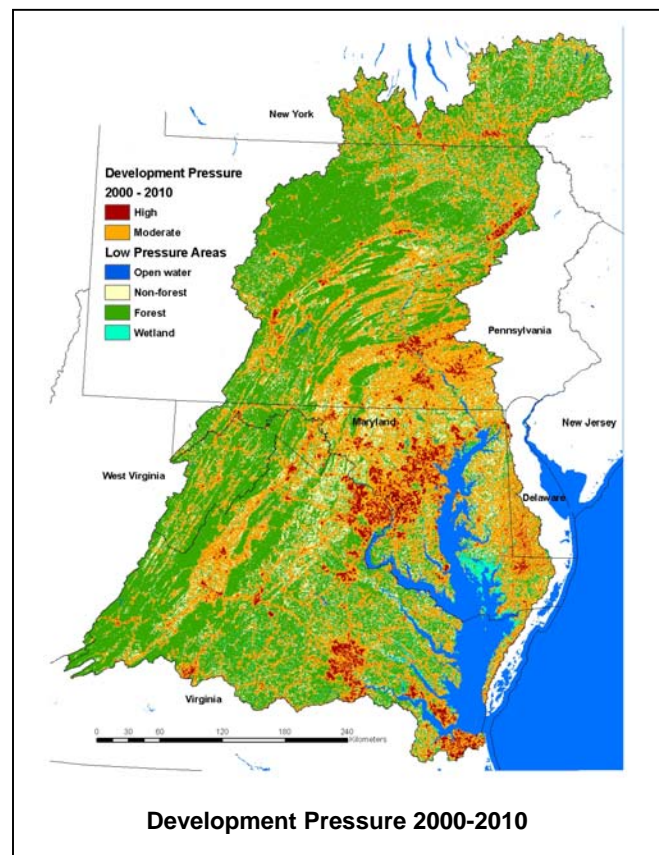 New York
Development Pressure
2000 - 2010
High
Moderate
Low Pressure Areas
Open water
Non-forest
Forest
Wetland
Pennsylvania
New Jersey
Maryland
West Virginia
Delaware
Virginia
0 30 60 120 180 240
Kilometers
Development Pressure 2000-2010